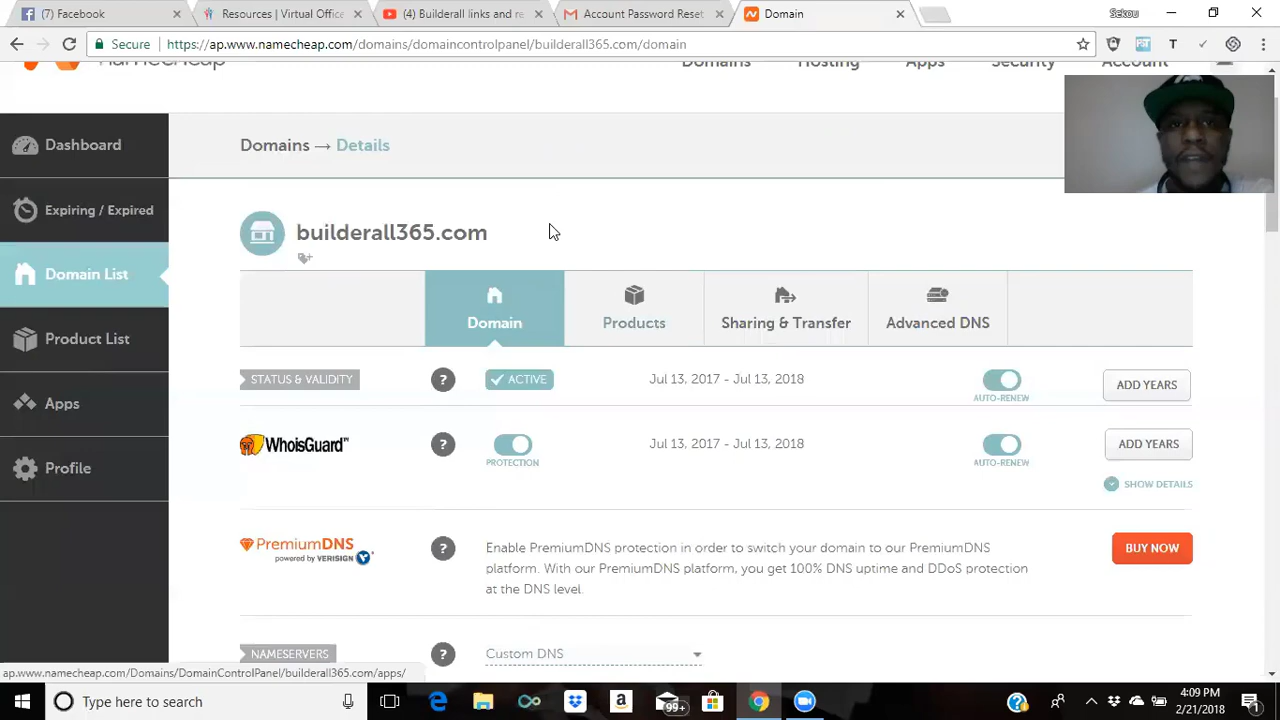 (7) Facebook
Resources | Virtual Office
(4) Builderall links and re
Account Password Reset
Domain
Sekou
Secure
https://ap.www.namecheap.com/domains/domaincontrolpanel/builderall365.com/domain
namecheap
Domains
Hosting
Apps
Security
Account
Dashboard
Expiring / Expired
Domain List
Product List
Apps
Profile
Domains → Details
builderall365.com
Domain
Products
Sharing & Transfer
Advanced DNS
STATUS & VALIDITY
?
ACTIVE
Jul 13, 2017 - Jul 13, 2018
AUTO-RENEW
ADD YEARS
WhoisGuard™
?
PROTECTION
Jul 13, 2017 - Jul 13, 2018
AUTO-RENEW
ADD YEARS
SHOW DETAILS
PremiumDNS
powered by VERISIGN
?
Enable PremiumDNS protection in order to switch your domain to our PremiumDNS
platform. With our PremiumDNS platform, you get 100% DNS uptime and DDoS protection
at the DNS level.
BUY NOW
NAMESERVERS
?
Custom DNS
ap.www.namecheap.com/Domains/DomainControlPanel/builderall365.com/apps/
Type here to search
99+
4:09 PM
2/21/2018